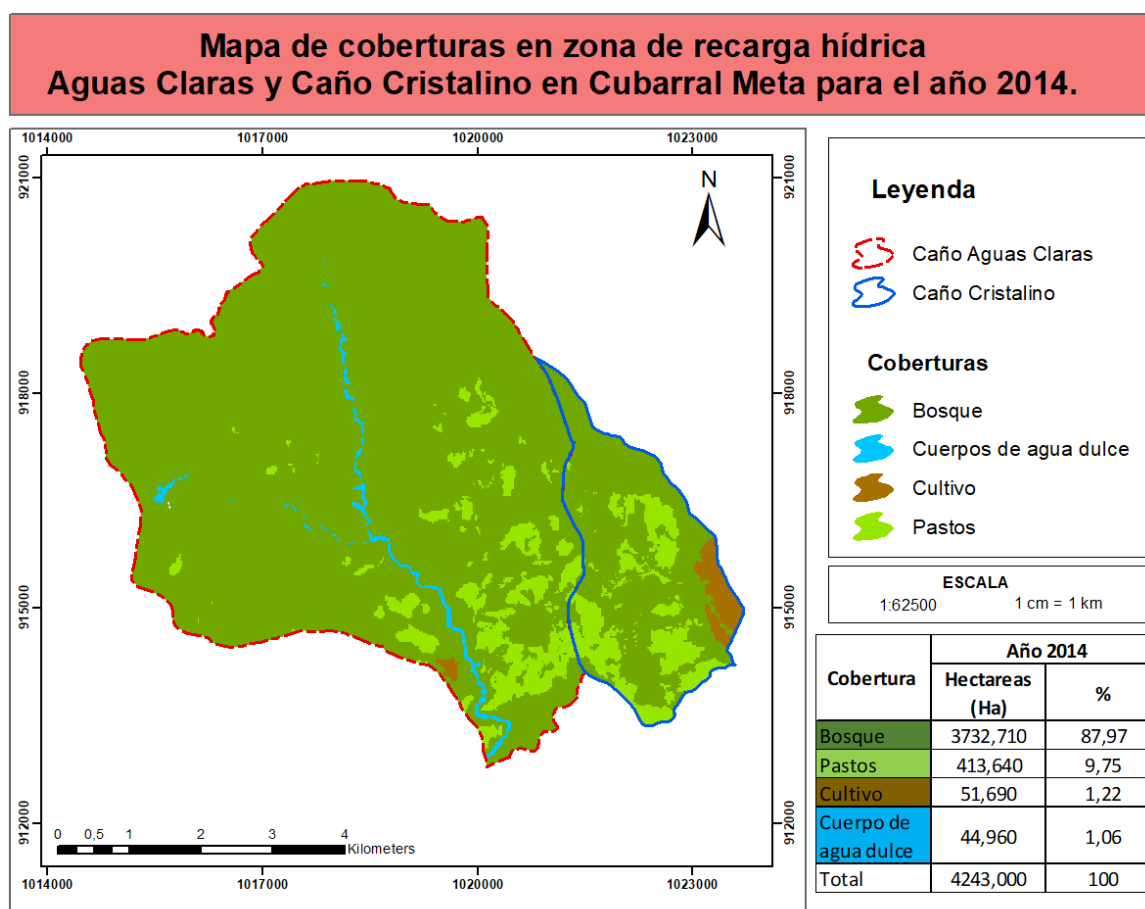 Mapa de coberturas en zona de recarga hídrica
Aguas Claras y Caño Cristalino en Cubarral Meta para el año 2014.
1014000 1017000 1020000 1023000
921000 921000
918000 918000
915000 915000
912000 912000
N
0 0,5 1 2 3 4
Kilometers
1014000 1017000 1020000 1023000
Leyenda
Caño Aguas Claras
Caño Cristalino
Coberturas
Bosque
Cuerpos de agua dulce
Cultivo
Pastos
ESCALA
1:62500 1 cm = 1 km
Cobertura
Año 2014
Hectareas
(Ha)
%
Bosque 3732,710 87,97
Pastos 413,640 9,75
Cultivo 51,690 1,22
Cuerpo de
agua dulce 44,960 1,06
Total 4243,000 100